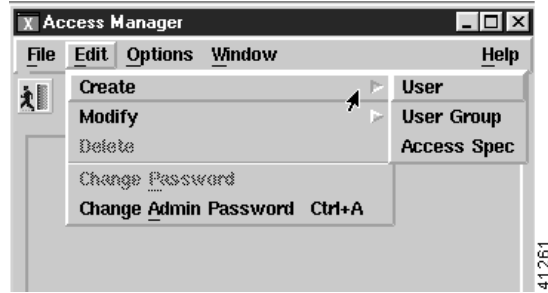 X Access Manager
File Edit Options Window Help
Create User
Modify User Group
Delete Access Spec
Change Password
Change Admin Password Ctrl+A
41261